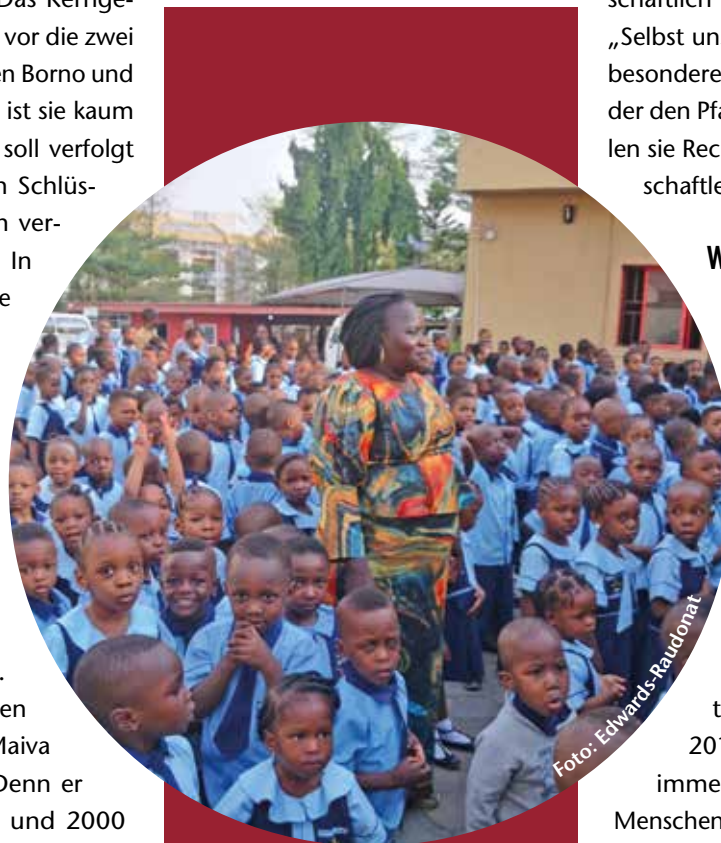 Das Kernge-
vor die zwei
en Borno und
ist sie kaum
soll verfolgt
n Schlüs-
n ver-
In
e
.
en
Maiva
Denn er
und 2000
schaftlich
„Selbst un
besondere
der den Pfa
len sie Rec
schaftle
W
t
201
imme
Menschen
Foto: Edwards-Raudonat